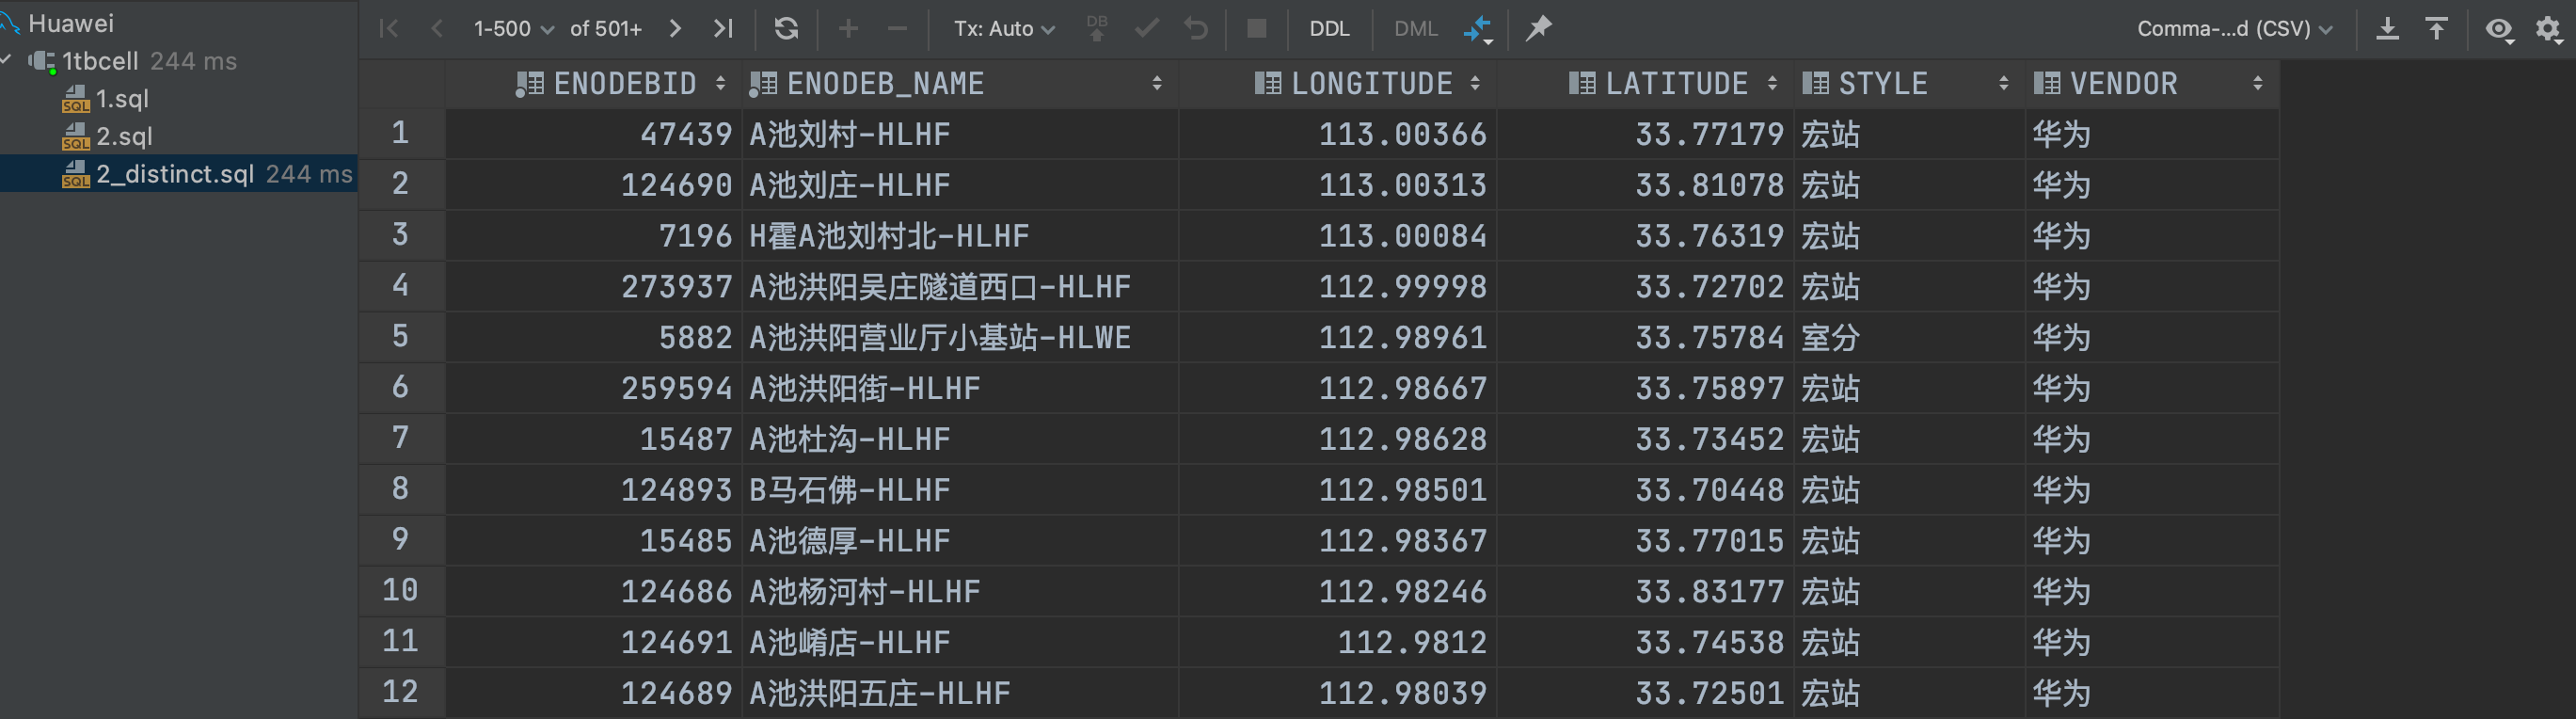 Huawei
1tbcell 244 ms
1.sql
2.sql
2_distinct.sql 244 ms
1-500 of 501+ Tx: Auto DB DDL DML Comma-...d (CSV)
ENODEBID ENODEB_NAME LONGITUDE LATITUDE STYLE VENDOR
1 47439 A池刘村-HLHF 113.00366 33.77179 宏站 华为
2 124690 A池刘庄-HLHF 113.00313 33.81078 宏站 华为
3 7196 H霍A池刘村北-HLHF 113.00084 33.76319 宏站 华为
4 273937 A池洪阳吴庄隧道西口-HLHF 112.99998 33.72702 宏站 华为
5 5882 A池洪阳营业厅小基站-HLWE 112.98961 33.75784 室分 华为
6 259594 A池洪阳街-HLHF 112.98667 33.75897 宏站 华为
7 15487 A池杜沟-HLHF 112.98628 33.73452 宏站 华为
8 124893 B马石佛-HLHF 112.98501 33.70448 宏站 华为
9 15485 A池德厚-HLHF 112.98367 33.77015 宏站 华为
10 124686 A池杨河村-HLHF 112.98246 33.83177 宏站 华为
11 124691 A池崤店-HLHF 112.9812 33.74538 宏站 华为
12 124689 A池洪阳五庄-HLHF 112.98039 33.72501 宏站 华为